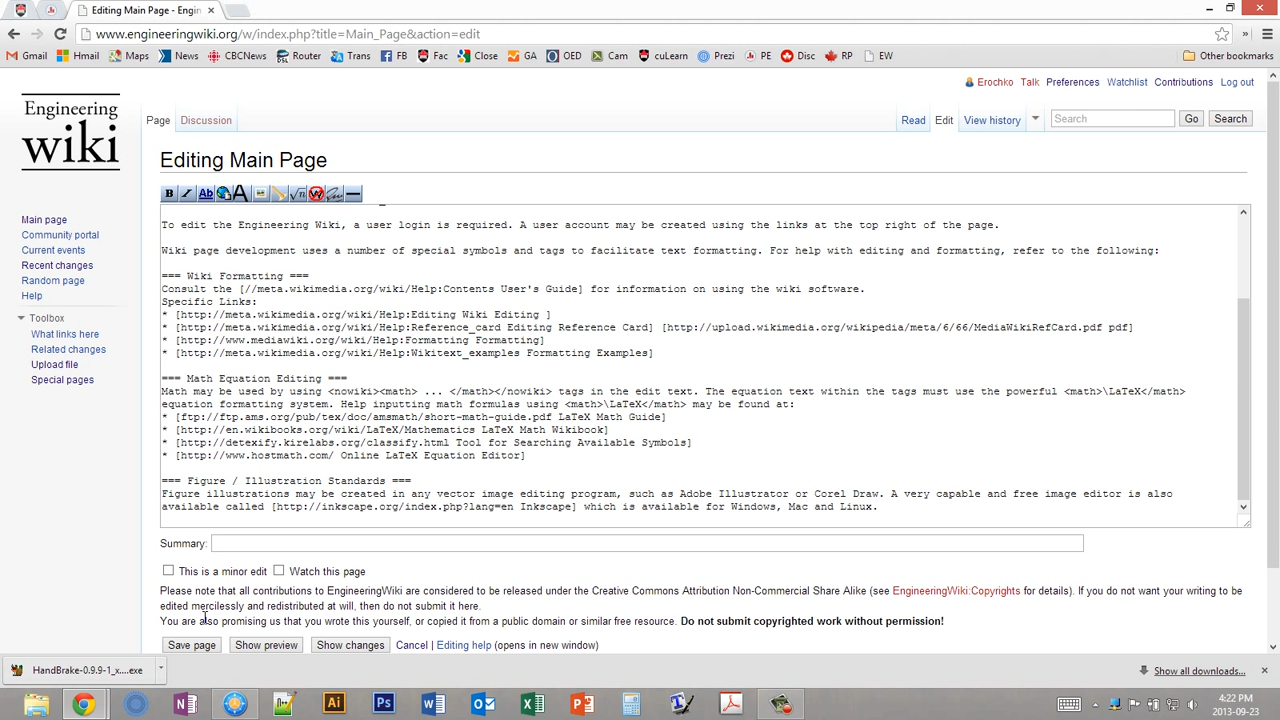 Editing Main Page - Engin
www.engineeringwiki.org/w/index.php?title=Main_Page&action=edit
Gmail Hotmail Maps News CBCNews Router Trans FB Fac Close GA OED Cam cuLearn Prezi PE Disc RP EW Other bookmarks
Erochko Talk Preferences Watchlist Contributions Log out
Engineering
wiki
Page Discussion Read Edit View history Search Go Search
Editing Main Page
Main page
Community portal
Current events
Recent changes
Random page
Help
Toolbox
What links here
Related changes
Upload file
Special pages
To edit the Engineering Wiki, a user login is required. A user account may be created using the links at the top right of the page.
Wiki page development uses a number of special symbols and tags to facilitate text formatting. For help with editing and formatting, refer to the following:
=== Wiki Formatting ===
Consult the [//meta.wikimedia.org/wiki/Help:Contents User's Guide] for information on using the wiki software.
Specific Links:
* [http://meta.wikimedia.org/wiki/Help:Editing Wiki Editing ]
* [http://meta.wikimedia.org/wiki/Help:Reference_card Editing Reference Card] [http://upload.wikimedia.org/wikipedia/meta/6/66/MediaWikiRefCard.pdf pdf]
* [http://www.mediawiki.org/wiki/Help:Formatting Formatting]
* [http://meta.wikimedia.org/wiki/Help:Wikitext_examples Formatting Examples]
=== Math Equation Editing ===
Math may be used by using <nowiki><math> ... </math></nowiki> tags in the edit text. The equation text within the tags must use the powerful <math>\LaTeX</math>
equation formatting system. Help inputting math formulas using <math>\LaTeX</math> may be found at:
* [ftp://ftp.ams.org/pub/tex/doc/amsmath/short-math-guide.pdf LaTeX Math Guide]
* [http://en.wikibooks.org/wiki/LaTeX/Mathematics LaTeX Math Wikibook]
* [http://detexify.kirelabs.org/classify.html Tool for Searching Available Symbols]
* [http://www.hostmath.com/ Online LaTeX Equation Editor]
=== Figure / Illustration Standards ===
Figure illustrations may be created in any vector image editing program, such as Adobe Illustrator or Corel Draw. A very capable and free image editor is also
available called [http://inkscape.org/index.php?lang=en Inkscape] which is available for Windows, Mac and Linux.
Summary:
This is a minor edit Watch this page
Please note that all contributions to EngineeringWiki are considered to be released under the Creative Commons Attribution Non-Commercial Share Alike (see EngineeringWiki:Copyrights for details). If you do not want your writing to be
edited mercilessly and redistributed at will, then do not submit it here.
You are also promising us that you wrote this yourself, or copied it from a public domain or similar free resource. Do not submit copyrighted work without permission!
Save page Show preview Show changes Cancel | Editing help (opens in new window)
HandBrake-0.9.9-1_x....exe Show all downloads...
4:22 PM
2013-09-23